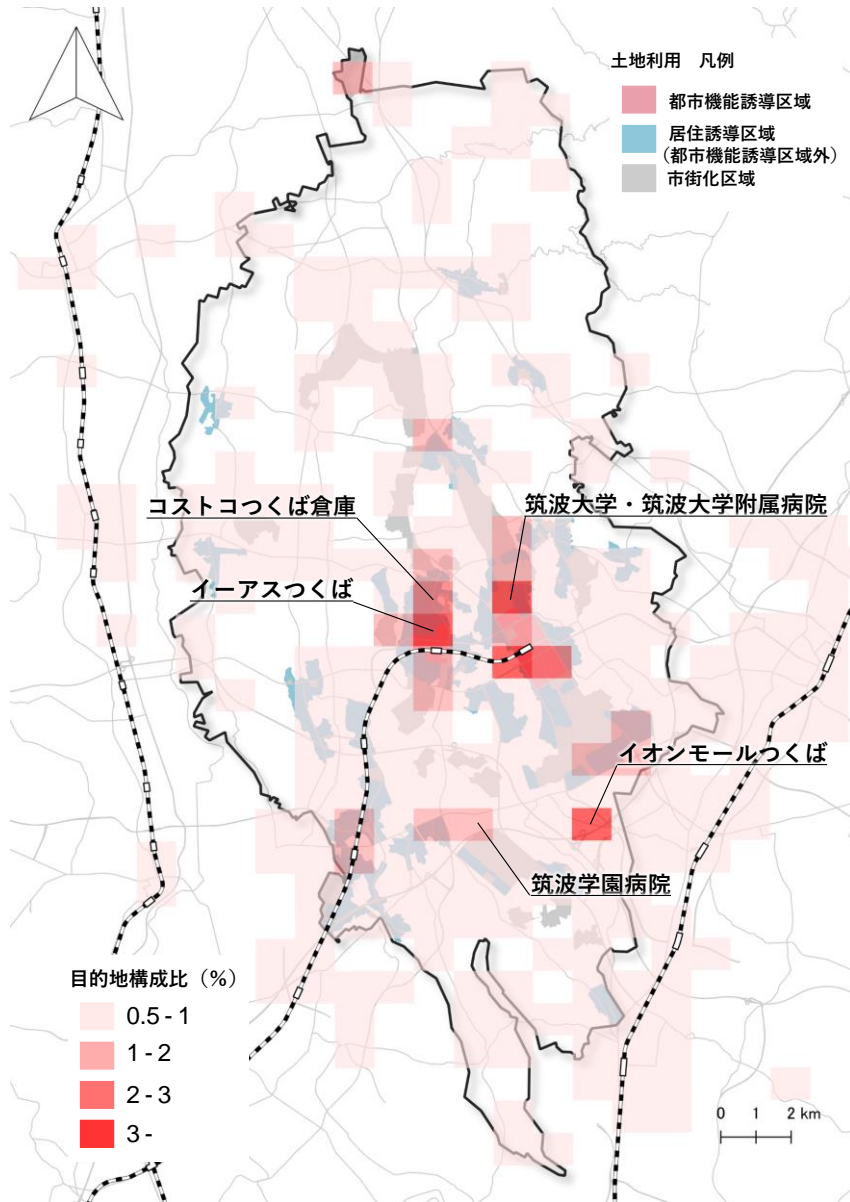 土地利用 凡例
都市機能誘導区域
居住誘導区域
(都市機能誘導区域外)
市街化区域
コストコつくば倉庫
筑波大学・筑波大学附属病院
イーアスつくば
イオンモールつくば
筑波学園病院
目的地構成比（%）
0.5 - 1
1 - 2
2 - 3
3 -
0 1 2 km